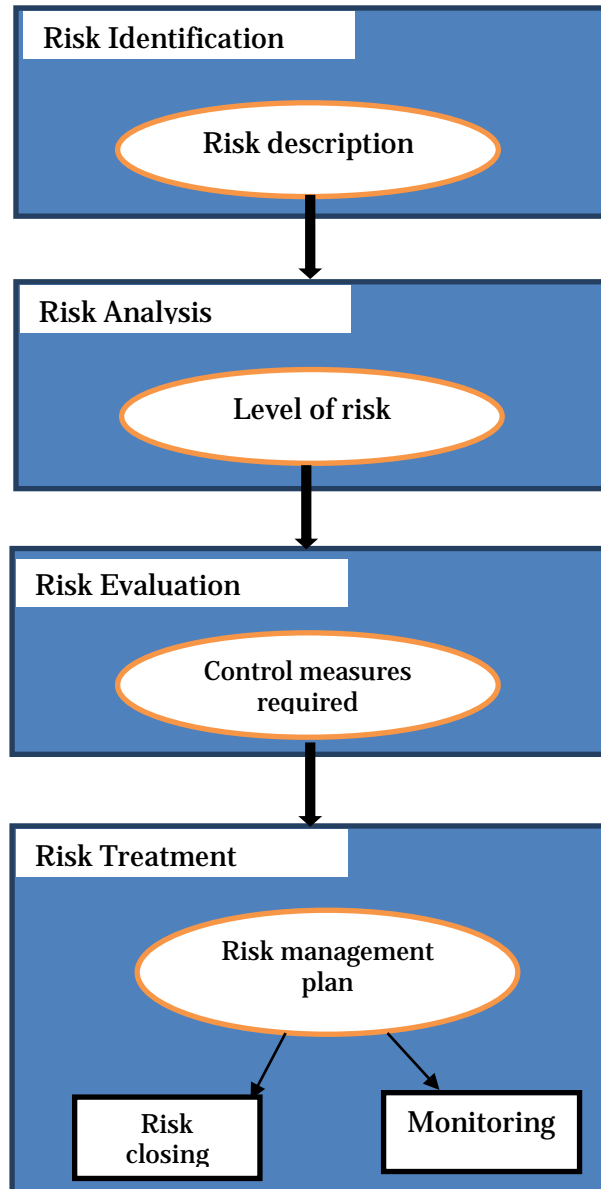 Risk Identification
Risk description
Risk Analysis
Level of risk
Risk Evaluation
Control measures
required
Risk Treatment
Risk management
plan
Risk
closing
Monitoring